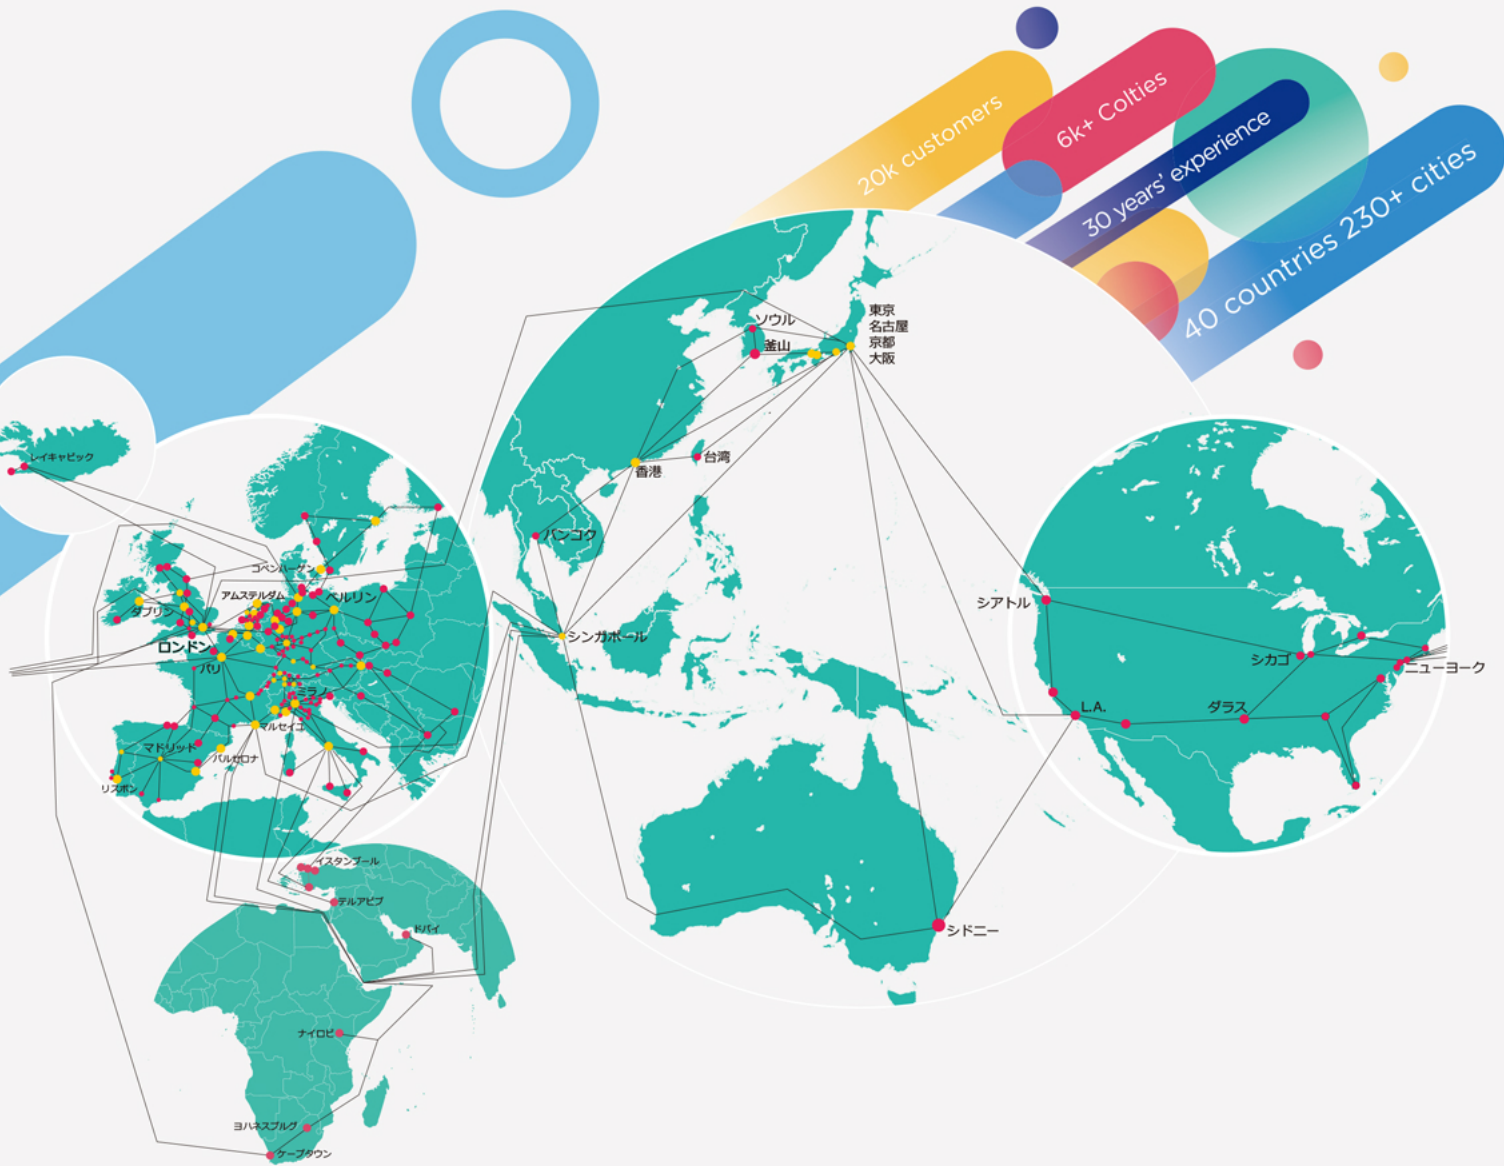 20k customers
6k+ Colties
30 years' experience
40 countries 230+ cities
東京
名古屋
京都
大阪
ソウル
釜山
香港
台湾
バンコク
シンガポール
シドニー
シアトル
シカゴ
ニューヨーク
L.A.
ダラス
レイキャビック
コペンハーゲン
アムステルダム
ベルリン
ダブリン
ロンドン
パリ
ミラノ
マルセイユ
マドリッド
バルセロナ
リスボン
イスタンブール
テルアビブ
ドバイ
ナイロビ
ヨハネスブルグ
ケープタウン